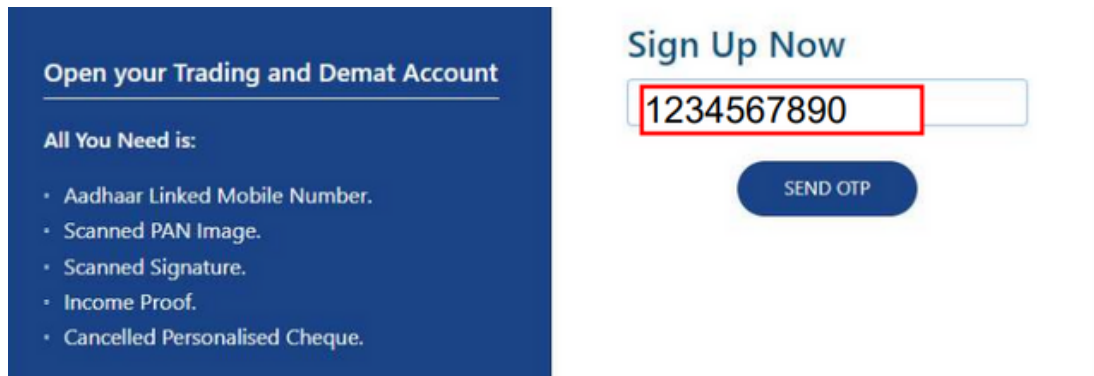 Open your Trading and Demat Account
All You Need is:
· Aadhaar Linked Mobile Number.
· Scanned PAN Image.
· Scanned Signature.
· Income Proof.
· Cancelled Personalised Cheque.
Sign Up Now
1234567890
SEND OTP